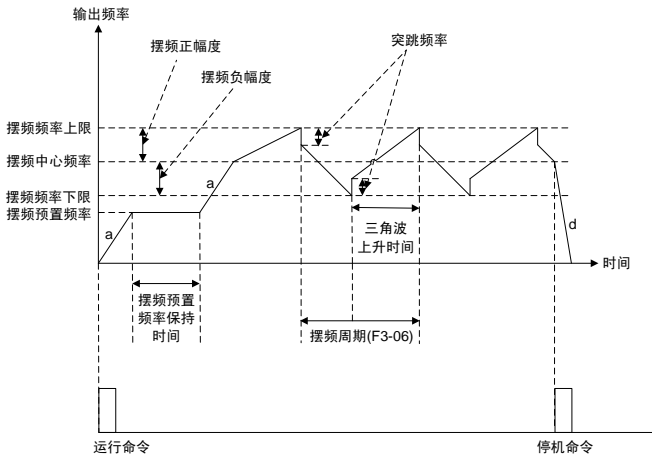 输出频率
摆频正幅度
突跳频率
摆频负幅度
摆频频率上限
摆频中心频率
a
摆频频率下限
摆频预置频率
a
三角波
上升时间
d
时间
摆频预置
频率保持
时间
摆频周期(F3-06)
运行命令
停机命令